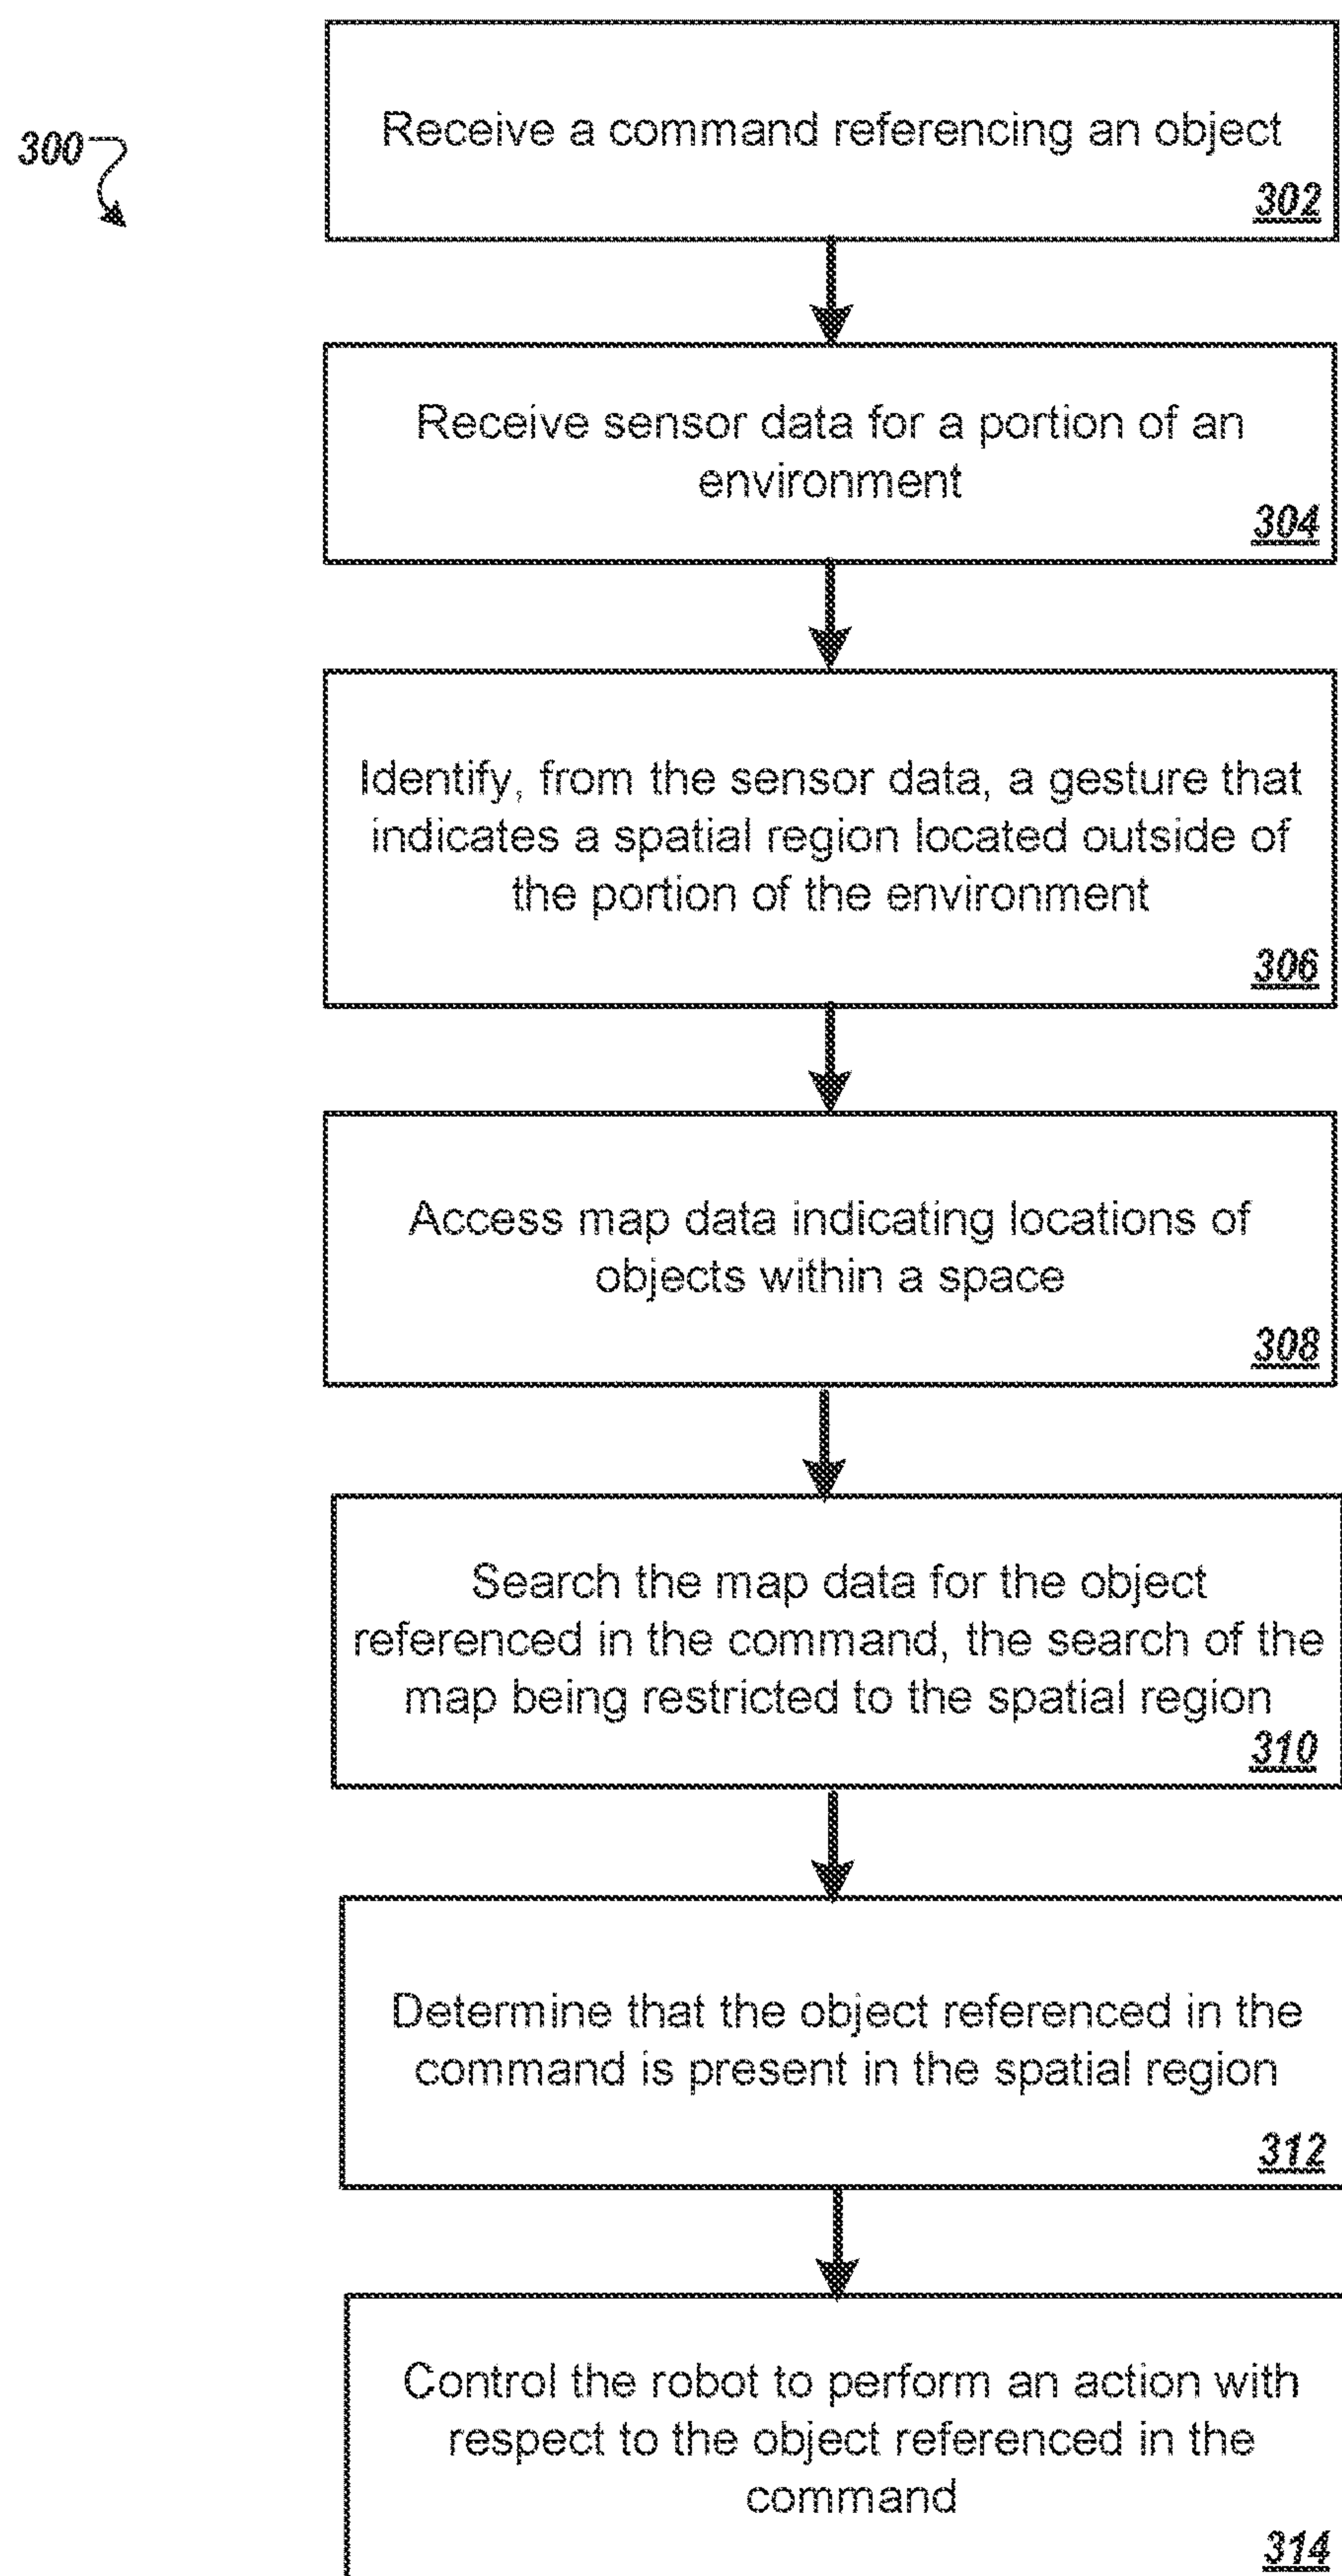 300
Receive a command referencing an object
302
Receive sensor data for a portion of an
environment
304
Identify, from the sensor data, a gesture that
indicates a spatial region located outside of
the portion of the environment
306
Access map data indicating locations of
objects within a space
308
Search the map data for the object
referenced in the command, the search of the
map being restricted to the spatial region
310
Determine that the object referenced in the
command is present in the spatial region
312
Control the robot to perform an action with
respect to the object referenced in the
command
314